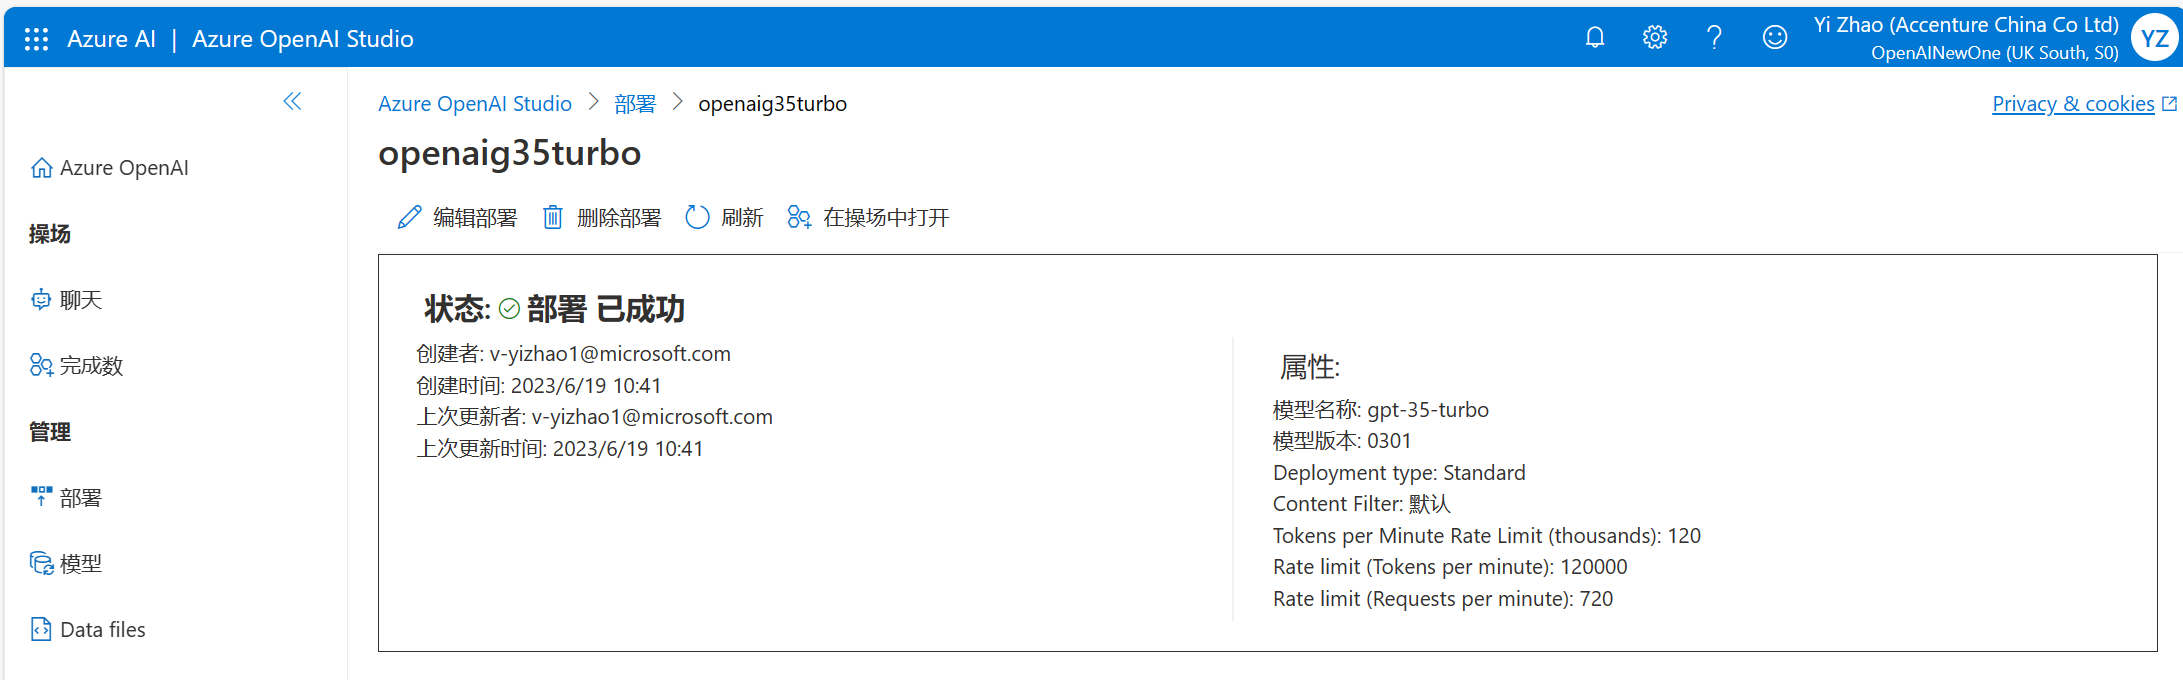 Azure AI | Azure OpenAI Studio
Yi Zhao (Accenture China Co Ltd)
OpenAINewOne (UK South, S0)
YZ
Azure OpenAI Studio > 部署 > openaig35turbo
Privacy & cookies
openaig35turbo
编辑部署 删除部署 刷新 在操场中打开
Azure OpenAI
操场
聊天
完成数
管理
部署
模型
Data files
状态: 部署 已成功
创建者: v-yizhao1@microsoft.com
创建时间: 2023/6/19 10:41
上次更新者: v-yizhao1@microsoft.com
上次更新时间: 2023/6/19 10:41
属性:
模型名称: gpt-35-turbo
模型版本: 0301
Deployment type: Standard
Content Filter: 默认
Tokens per Minute Rate Limit (thousands): 120
Rate limit (Tokens per minute): 120000
Rate limit (Requests per minute): 720